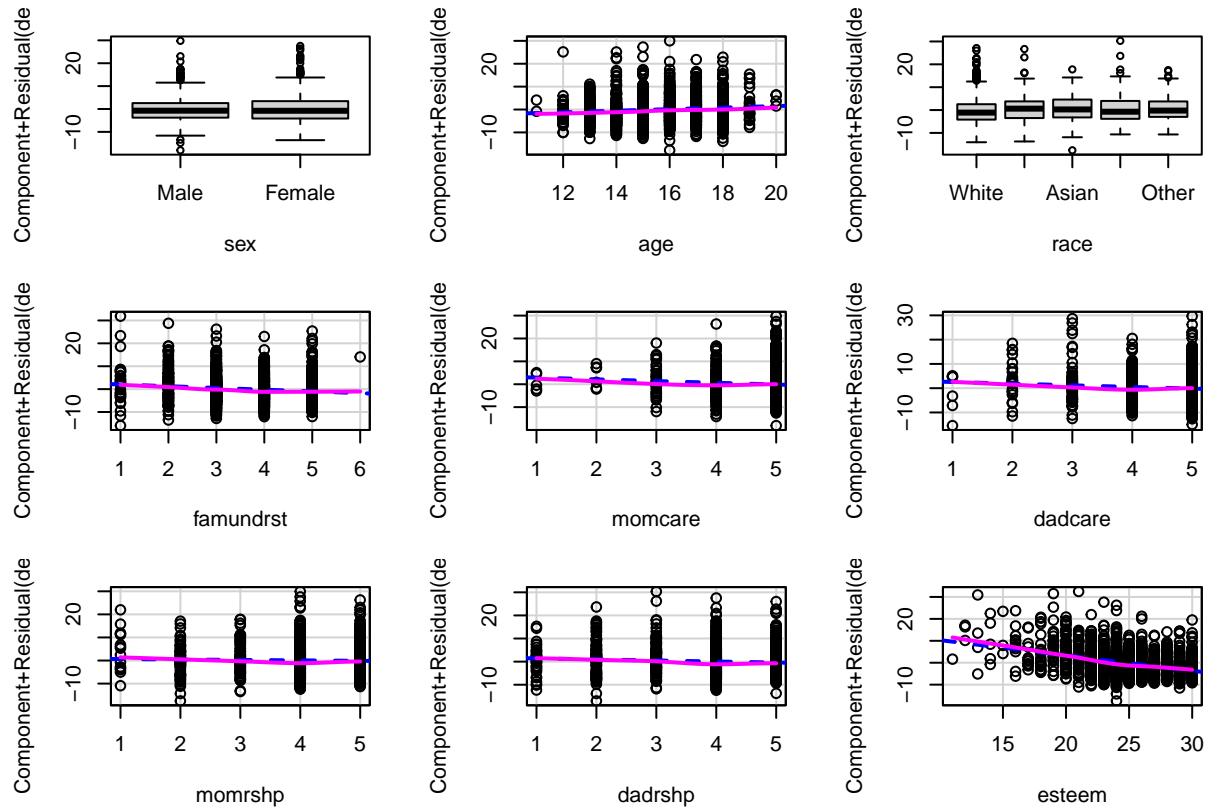 Component+Residual(de
20
−10
Male
Female
sex
Component+Residual(de
20
−10
12
14
16
18
20
age
Component+Residual(de
20
−10
White
Asian
Other
race
Component+Residual(de
20
−10
1
2
3
4
5
6
famundrst
Component+Residual(de
20
−10
1
2
3
4
5
momcare
Component+Residual(de
30
10
−10
1
2
3
4
5
dadcare
Component+Residual(de
20
−10
1
2
3
4
5
momrshp
Component+Residual(de
20
−10
1
2
3
4
5
dadrshp
Component+Residual(de
20
−10
15
20
25
30
esteem